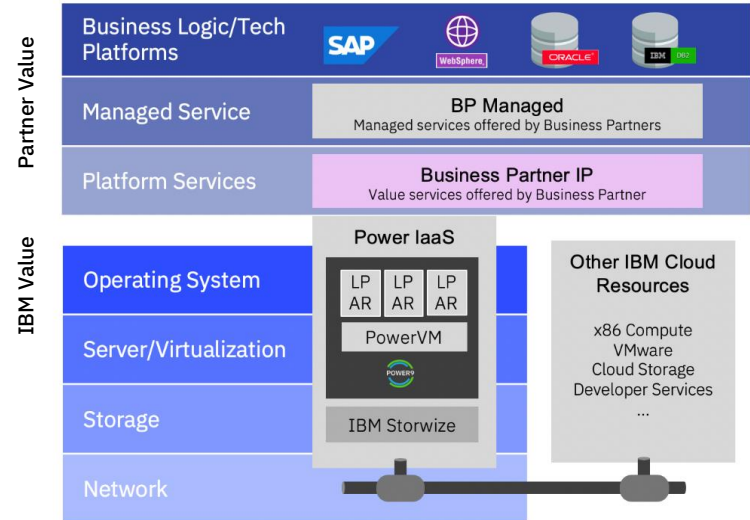 Partner Value
Business Logic/Tech
Platforms
SAP
WebSphere
ORACLE
IBM DB2
Managed Service
BP Managed
Managed services offered by Business Partners
Platform Services
Business Partner IP
Value services offered by Business Partner
IBM Value
Operating System
Server/Virtualization
Storage
Network
Power IaaS
LP
AR
LP
AR
LP
AR
PowerVM
POWER9
IBM Storwize
Other IBM Cloud
Resources
x86 Compute
VMware
Cloud Storage
Developer Services
...